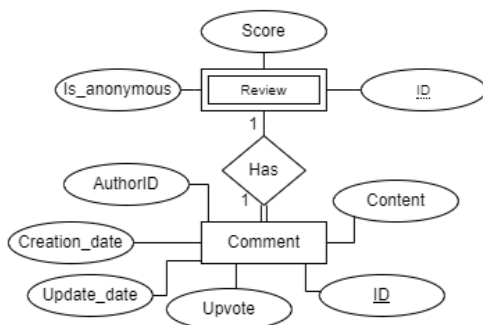 Score
Is_anonymous
Review
ID
1
Has
AuthorID
1
Content
Creation_date
Comment
Update_date
Upvote
ID